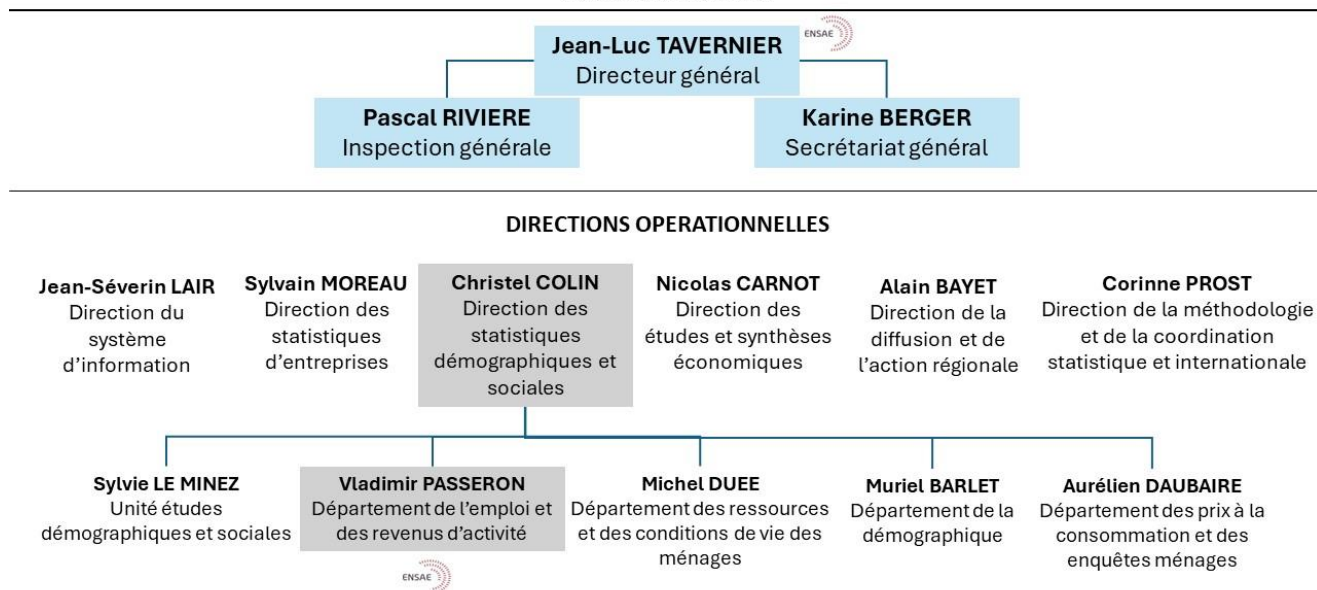 ENSAE
Jean-Luc TAVERNIER
Directeur général
Pascal RIVIERE
Inspection générale
Karine BERGER
Secrétariat général
DIRECTIONS OPERATIONNELLES
Jean-Séverin LAIR
Direction du
système
d’information
Sylvain MOREAU
Direction des
statistiques
d’entreprises
Christel COLIN
Direction des
statistiques
démographiques et
sociales
Nicolas CARNOT
Direction des
études et synthèses
économiques
Alain BAYET
Direction de la
diffusion et de
l’action régionale
Corinne PROST
Direction de la méthodologie
et de la coordination
statistique et internationale
Sylvie LE MINEZ
Unité études
démographiques et sociales
Vladimir PASSERON
Département de l’emploi et
des revenus d’activité
Michel DUEE
Département des ressources
et des conditions de vie des
ménages
Muriel BARLET
Département de la
démographique
Aurélien DAUBAIRE
Département des prix à la
consommation et des
enquêtes ménages
ENSAE